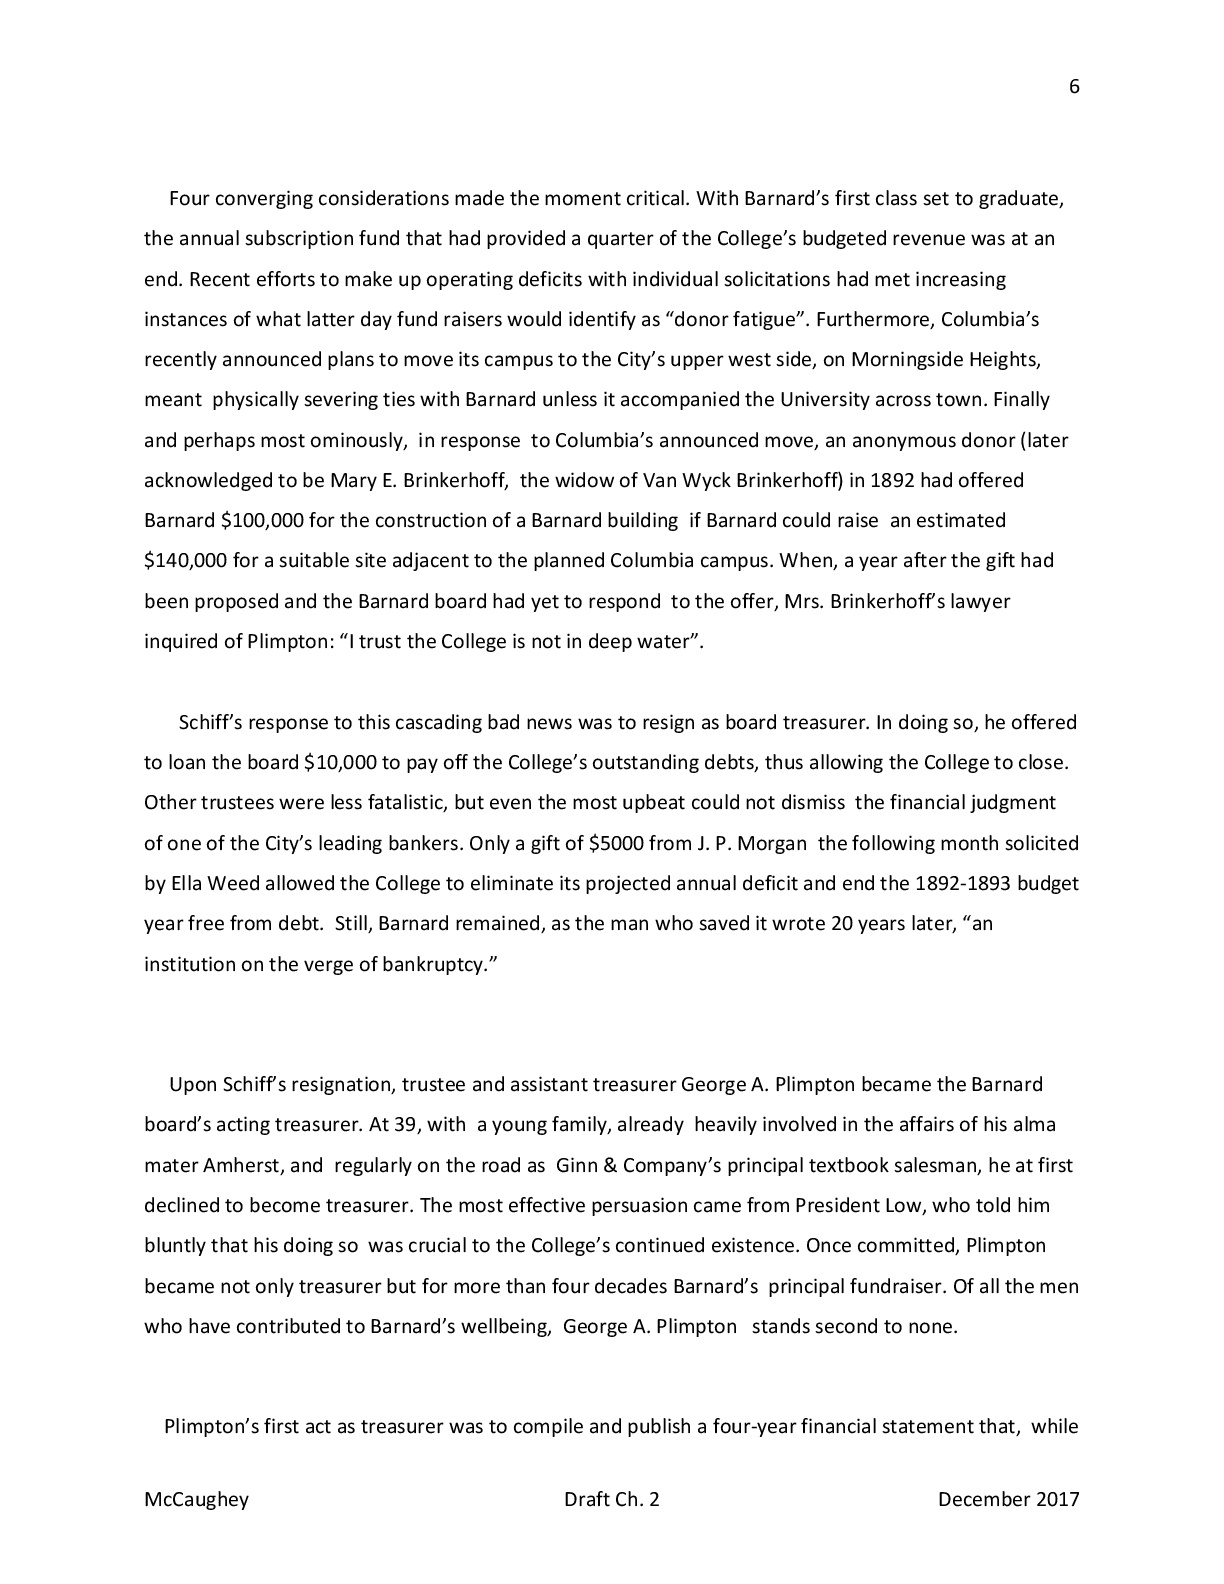 6
Four converging considerations made the moment critical. With Barnard’s first class set to graduate,
the annual subscription fund that had provided a quarter of the College’s budgeted revenue was at an
end. Recent efforts to make up operating deficits with individual solicitations had met increasing
instances of what latter day fund raisers would identify as “donor fatigue”. Furthermore, Columbia’s
recently announced plans to move its campus to the City’s upper west side, on Morningside Heights,
meant physically severing ties with Barnard unless it accompanied the University across town. Finally
and perhaps most ominously, in response to Columbia’s announced move, an anonymous donor (later
acknowledged to be Mary E. Brinkerhoff, the widow of Van Wyck Brinkerhoff) in 1892 had offered
Barnard $100,000 for the construction of a Barnard building if Barnard could raise an estimated
$140,000 for a suitable site adjacent to the planned Columbia campus. When, a year after the gift had
been proposed and the Barnard board had yet to respond to the offer, Mrs. Brinkerhoff’s lawyer
inquired of Plimpton: “I trust the College is not in deep water”.
Schiff’s response to this cascading bad news was to resign as board treasurer. In doing so, he offered
to loan the board $10,000 to pay off the College’s outstanding debts, thus allowing the College to close.
Other trustees were less fatalistic, but even the most upbeat could not dismiss the financial judgment
of one of the City’s leading bankers. Only a gift of $5000 from J. P. Morgan the following month solicited
by Ella Weed allowed the College to eliminate its projected annual deficit and end the 1892-1893 budget
year free from debt. Still, Barnard remained, as the man who saved it wrote 20 years later, “an
institution on the verge of bankruptcy.”
Upon Schiff’s resignation, trustee and assistant treasurer George A. Plimpton became the Barnard
board’s acting treasurer. At 39, with a young family, already heavily involved in the affairs of his alma
mater Amherst, and regularly on the road as Ginn & Company’s principal textbook salesman, he at first
declined to become treasurer. The most effective persuasion came from President Low, who told him
bluntly that his doing so was crucial to the College’s continued existence. Once committed, Plimpton
became not only treasurer but for more than four decades Barnard’s principal fundraiser. Of all the men
who have contributed to Barnard’s wellbeing, George A. Plimpton stands second to none.
Plimpton’s first act as treasurer was to compile and publish a four-year financial statement that, while
McCaughey Draft Ch. 2 December 2017